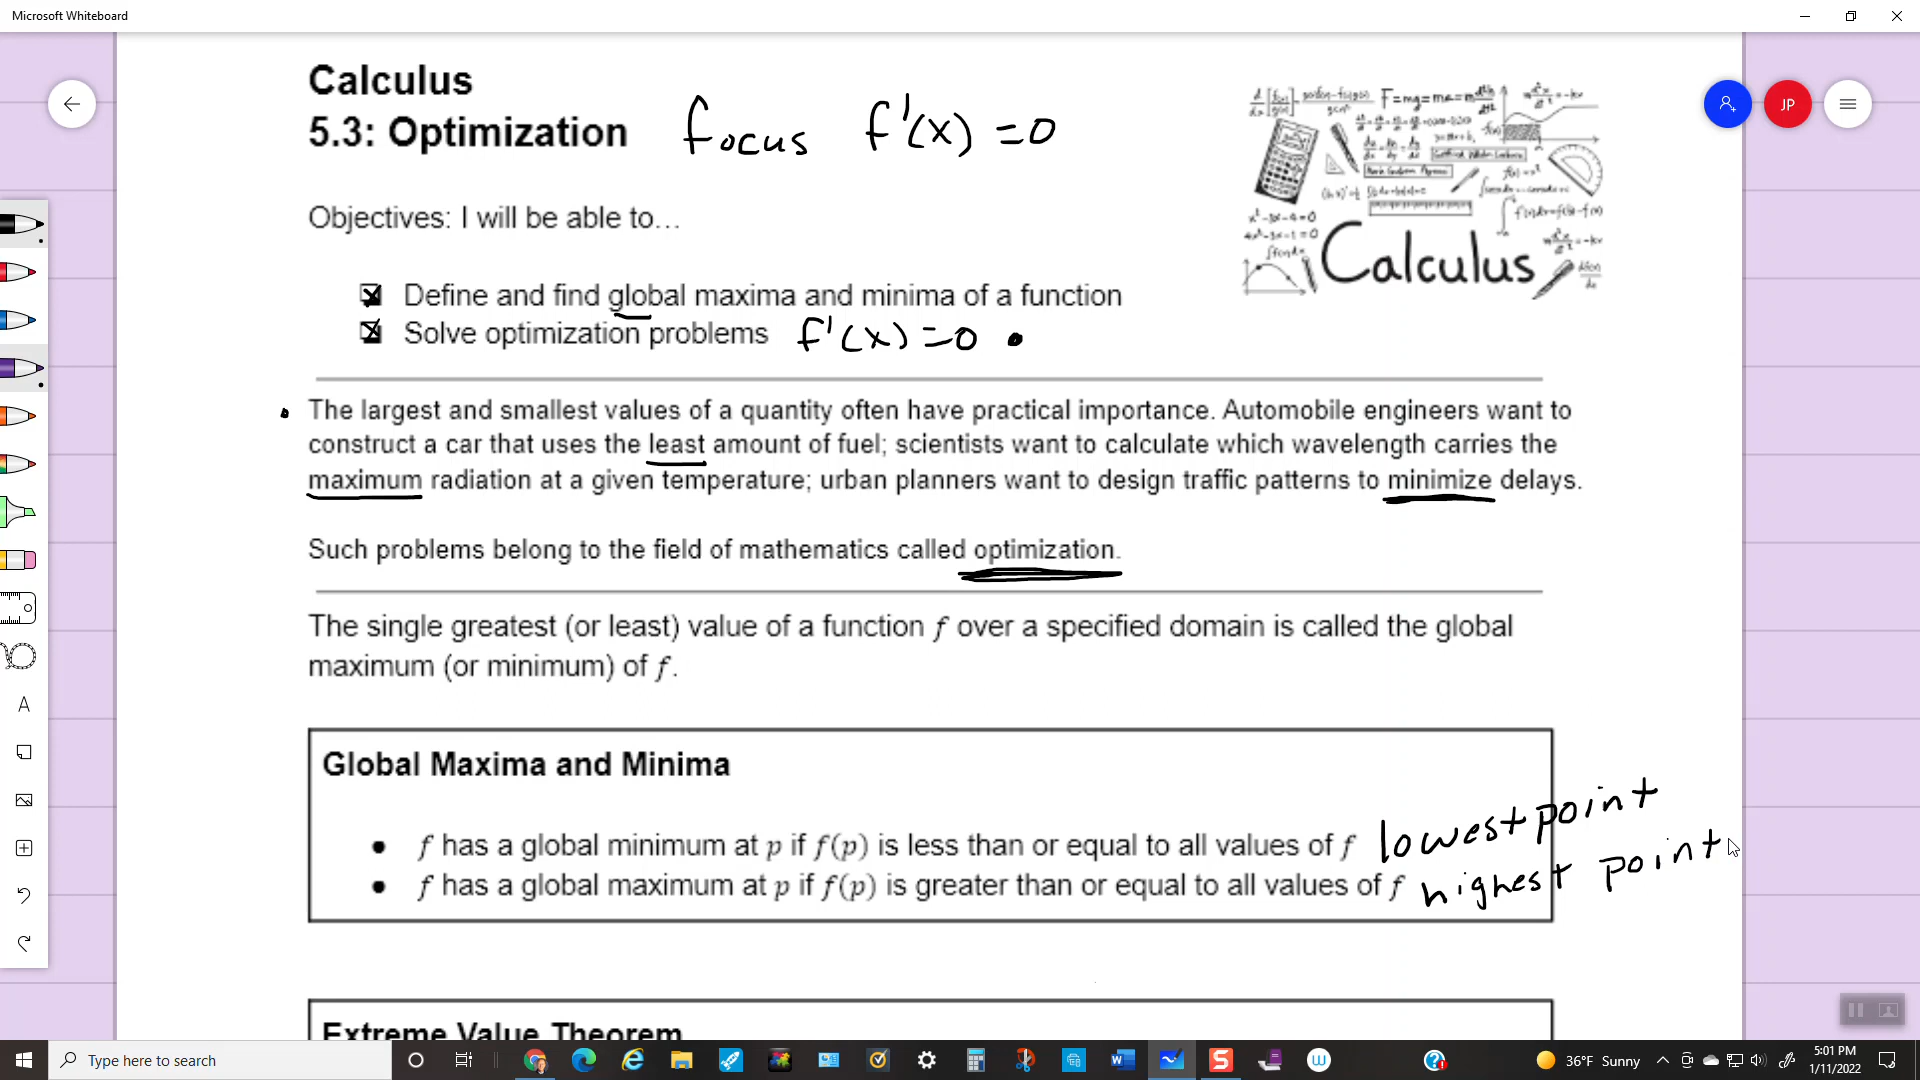 Microsoft Whiteboard
Calculus
5.3: Optimization focus f'(x) = 0
Objectives: I will be able to...
Define and find global maxima and minima of a function
Solve optimization problems f'(x) = 0
The largest and smallest values of a quantity often have practical importance. Automobile engineers want to
construct a car that uses the least amount of fuel; scientists want to calculate which wavelength carries the
maximum radiation at a given temperature; urban planners want to design traffic patterns to minimize delays.
Such problems belong to the field of mathematics called optimization.
The single greatest (or least) value of a function f over a specified domain is called the global
maximum (or minimum) of f.
Global Maxima and Minima
• f has a global minimum at p if f(p) is less than or equal to all values of f lowest point
• f has a global maximum at p if f(p) is greater than or equal to all values of f highest point
Extreme Value Theorem
Calculus
JP
A
Type here to search
36°F Sunny
5:01 PM
1/11/2022